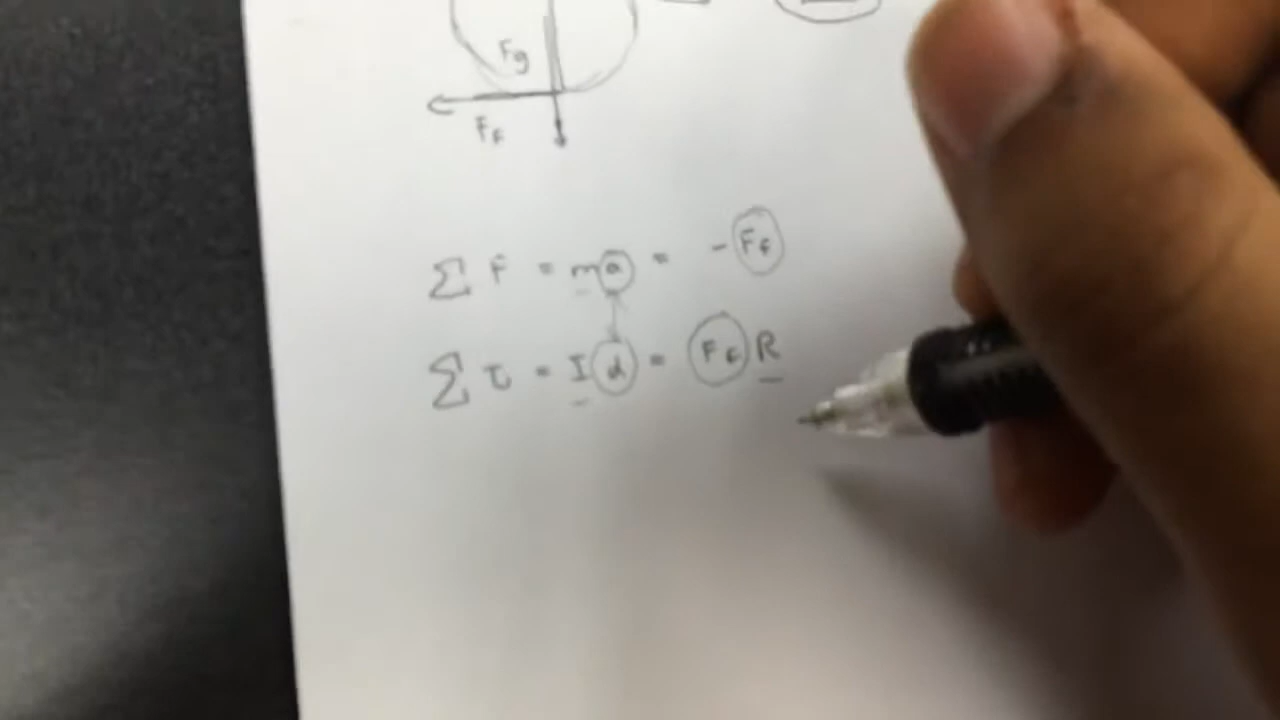 Fg
Ff
Σ F = ma = - Ff
Σ τ = Iα = Ff R